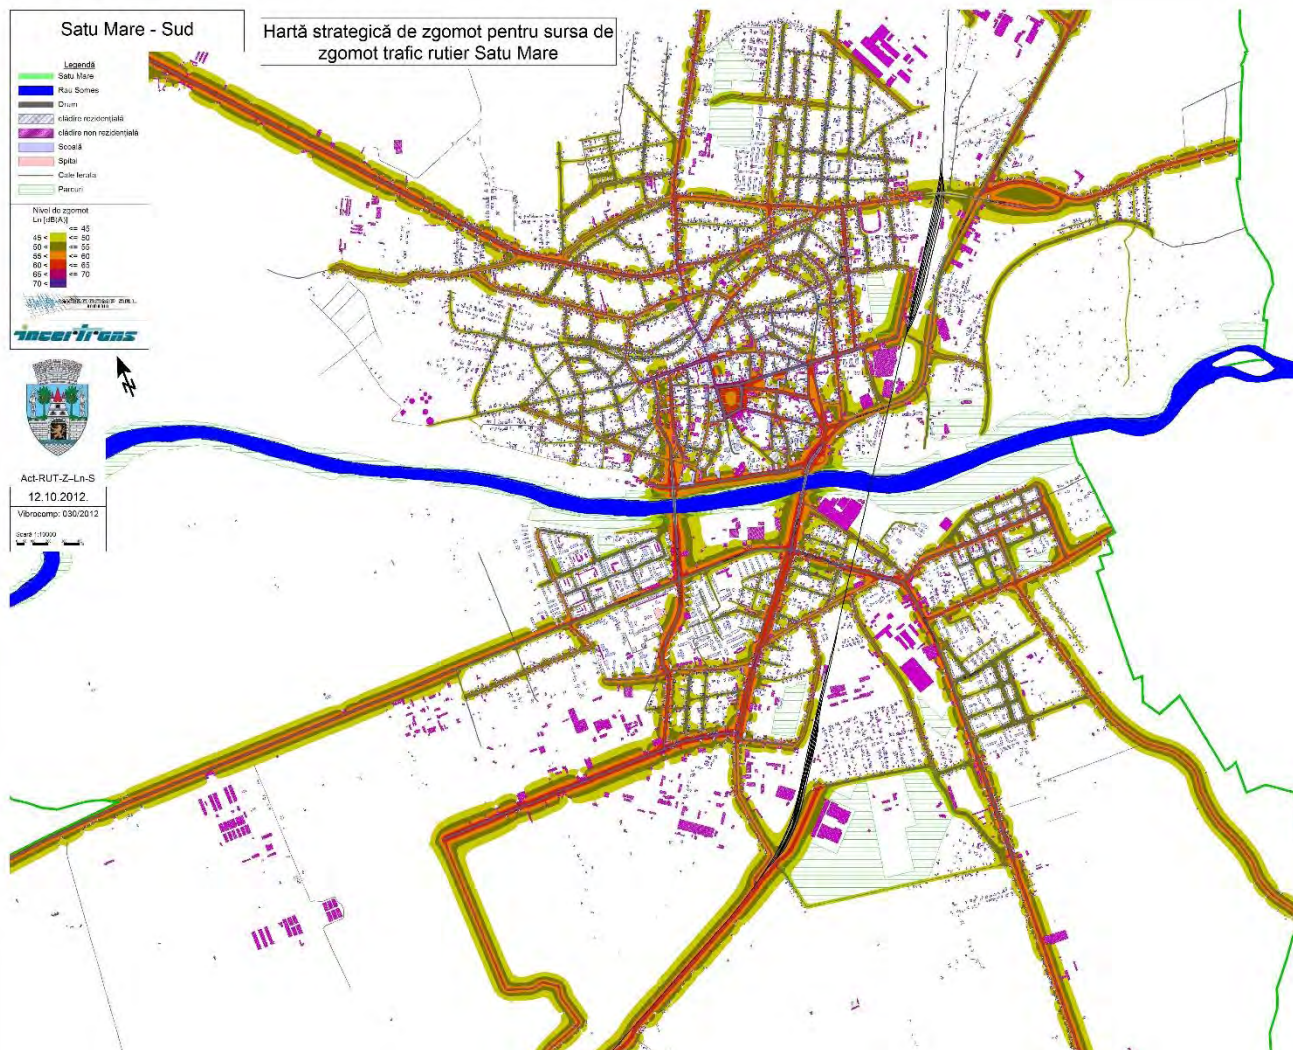 Satu Mare - Sud
Hartă strategică de zgomot pentru sursa de
zgomot trafic rutier Satu Mare
Legendă
Satu Mare
Rau Somes
Drum
clădire rezidențială
clădire non rezidențială
Scoală
Spital
Cale ferata
Parcuri
Nivel de zgomot
Ln [dB(A)]
<= 45
45 < <= 50
50 < <= 55
55 < <= 60
60 < <= 65
65 < <= 70
70 <
incertrans
N
Act-RUT-Z-Ln-S
12.10.2012.
Vibrocomp: 030/2012
Scară 1:10000